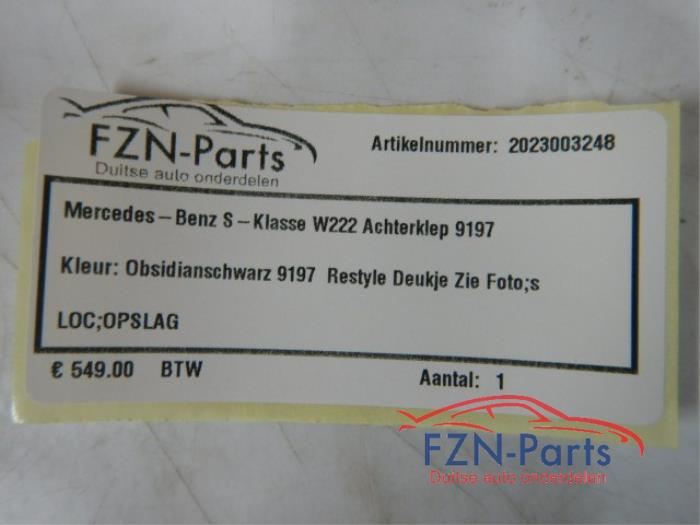 FZN-Parts
Duitse auto onderdelen
Artikelnummer: 2023003248
Mercedes-Benz S-Klasse W222 Achterklep 9197
Kleur: Obsidianschwarz 9197 Restyle Deukje Zie Foto;s
LOC;OPSLAG
€ 549.00 BTW
Aantal: 1
FZN-Parts
Duitse auto onderdelen